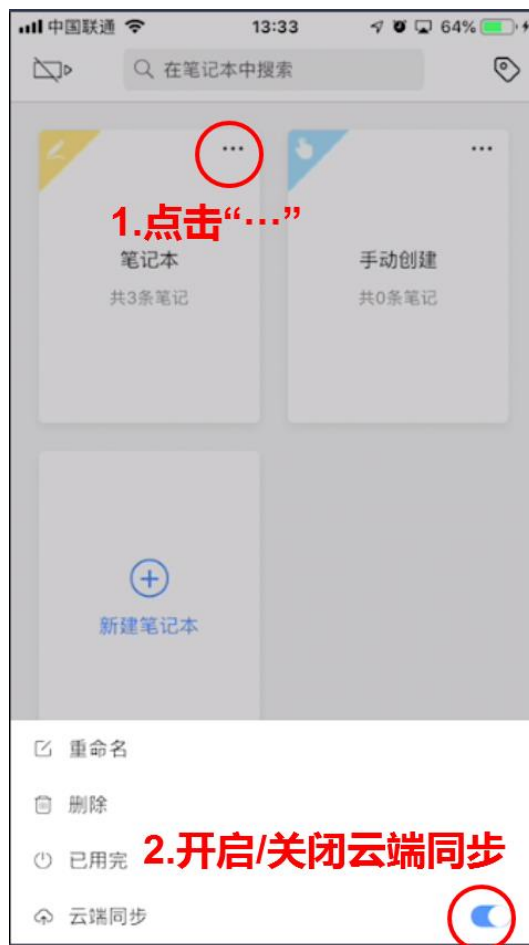 中国联通 13:33 64%
在笔记本中搜索
1.点击“···”
笔记本 手动创建
共3条笔记 共0条笔记
新建笔记本
重命名
删除
已用完
2.开启/关闭云端同步
云端同步